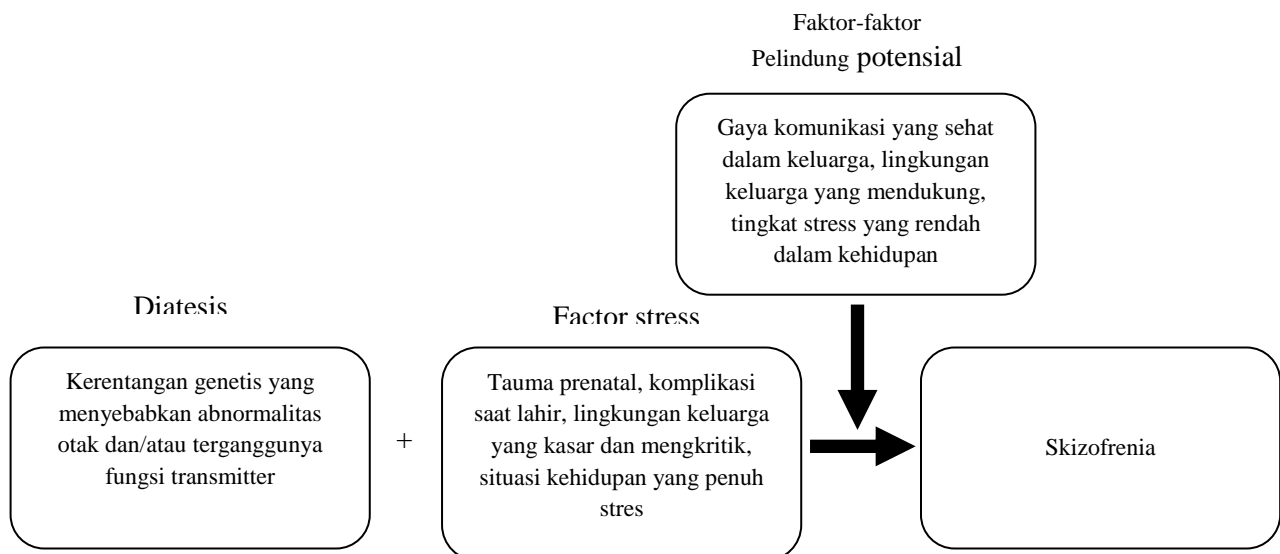 Faktor-faktor
Pelindung potensial
Gaya komunikasi yang sehat
dalam keluarga, lingkungan
keluarga yang mendukung,
tingkat stress yang rendah
dalam kehidupan
Diatesis
Factor stress
Kerentangan genetis yang
menyebabkan abnormalitas
otak dan/atau terganggunya
fungsi transmitter
+
Tauma prenatal, komplikasi
saat lahir, lingkungan keluarga
yang kasar dan mengkritik,
situasi kehidupan yang penuh
stres
Skizofrenia